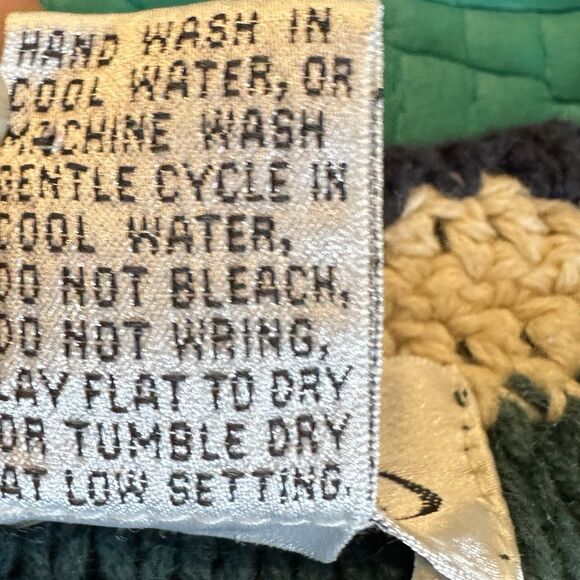 HAND WASH IN
COOL WATER, OR
MACHINE WASH
GENTLE CYCLE IN
COOL WATER,
DO NOT BLEACH,
DO NOT WRING,
LAY FLAT TO DRY
OR TUMBLE DRY
AT LOW SETTING.